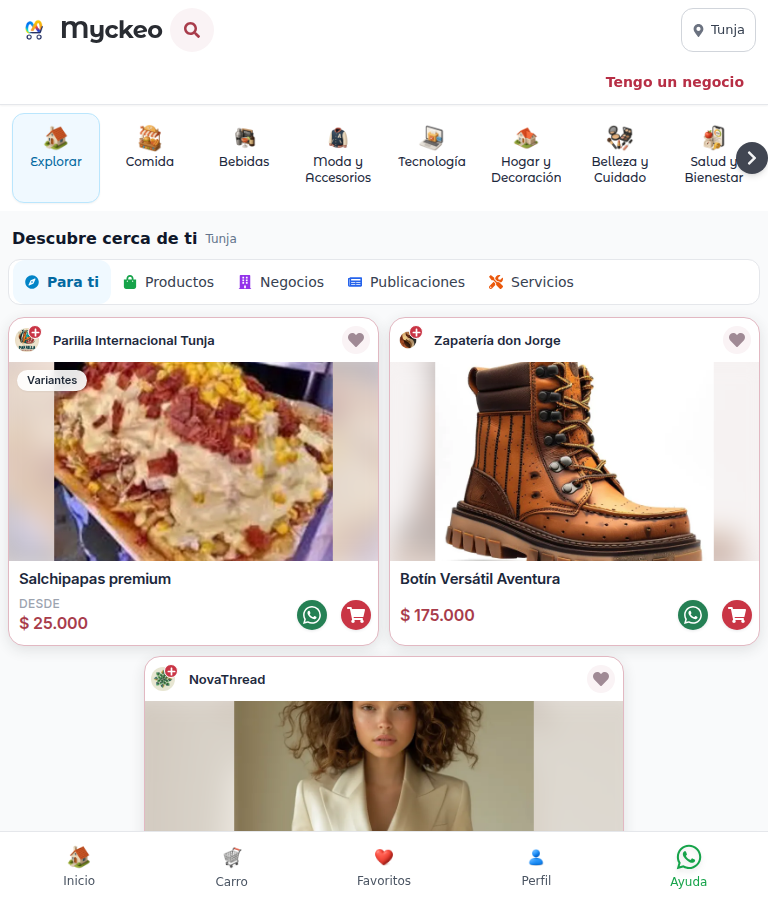 Myckeo
Tunja
Tengo un negocio
Explorar
Comida
Bebidas
Moda y
Accesorios
Tecnología
Hogar y
Decoración
Belleza y
Cuidado
Salud y
Bienestar
Descubre cerca de ti Tunja
Para ti
Productos
Negocios
Publicaciones
Servicios
Parilla Internacional Tunja
Variantes
Salchipapas premium
DESDE
$ 25.000
Zapatería don Jorge
Botín Versátil Aventura
$ 175.000
NovaThread
Inicio
Carro
Favoritos
Perfil
Ayuda